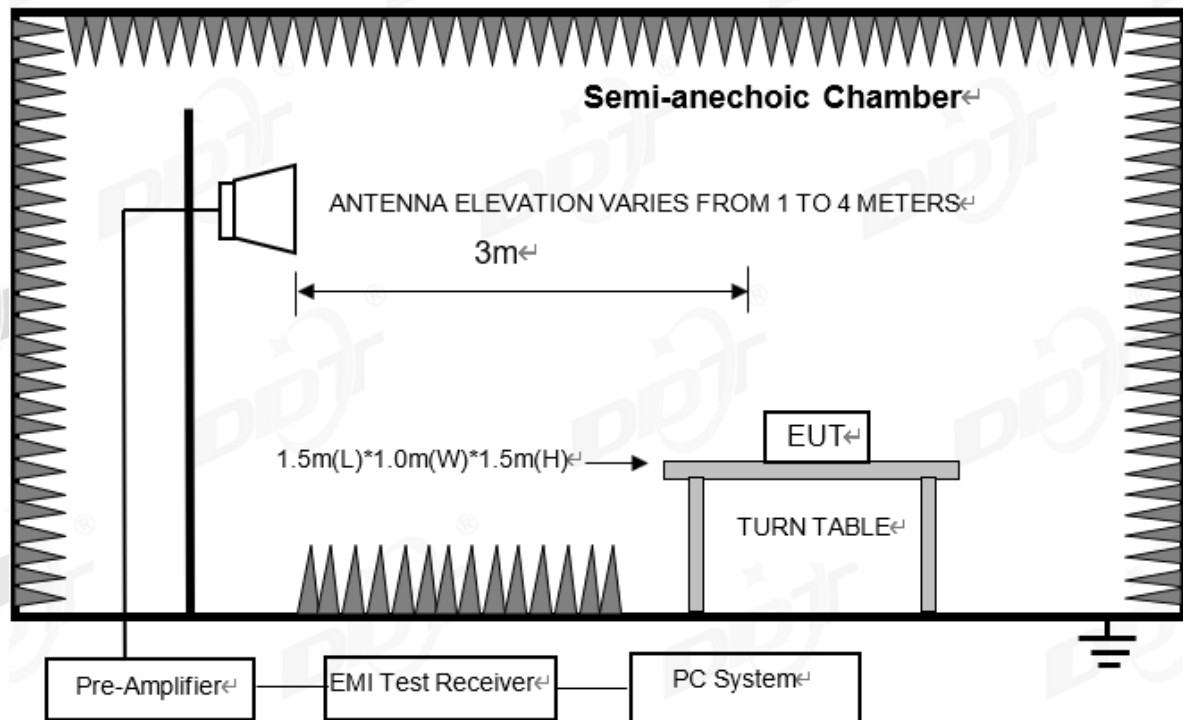 Semi-anechoic Chamber↵
ANTENNA ELEVATION VARIES FROM 1 TO 4 METERS↵
3m↵
EUT↵
1.5m(L)*1.0m(W)*1.5m(H)↵
TURN TABLE↵
Pre-Amplifier↵
EMI Test Receiver↵
PC System↵
DDT®